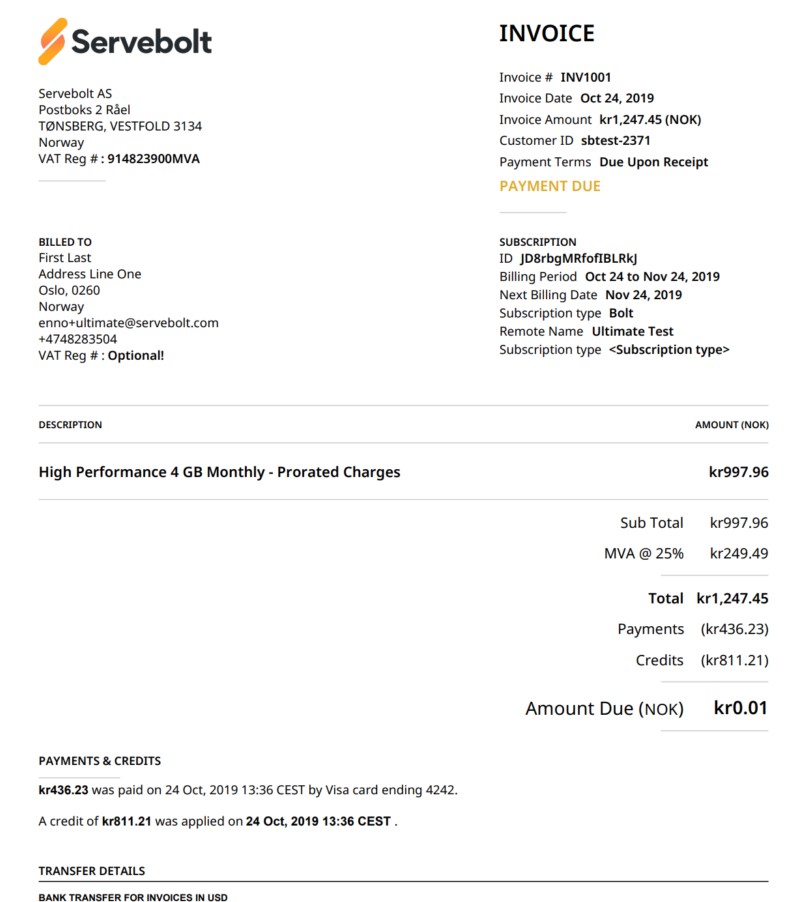 Servebolt
INVOICE
Invoice # INV1001
Invoice Date Oct 24, 2019
Invoice Amount kr1,247.45 (NOK)
Customer ID sbtest-2371
Payment Terms Due Upon Receipt
PAYMENT DUE
Servebolt AS
Postboks 2 Råel
TØNSBERG, VESTFOLD 3134
Norway
VAT Reg # : 914823900MVA
BILLED TO
First Last
Address Line One
Oslo, 0260
Norway
enno+ultimate@servebolt.com
+4748283504
VAT Reg # : Optional!
SUBSCRIPTION
ID JD8rbgMRfofIBLRkJ
Billing Period Oct 24 to Nov 24, 2019
Next Billing Date Nov 24, 2019
Subscription type Bolt
Remote Name Ultimate Test
Subscription type <Subscription type>
DESCRIPTION AMOUNT (NOK)
High Performance 4 GB Monthly - Prorated Charges kr997.96
Sub Total kr997.96
MVA @ 25% kr249.49
Total kr1,247.45
Payments (kr436.23)
Credits (kr811.21)
Amount Due (NOK) kr0.01
PAYMENTS & CREDITS
kr436.23 was paid on 24 Oct, 2019 13:36 CEST by Visa card ending 4242.
A credit of kr811.21 was applied on 24 Oct, 2019 13:36 CEST .
TRANSFER DETAILS
BANK TRANSFER FOR INVOICES IN USD